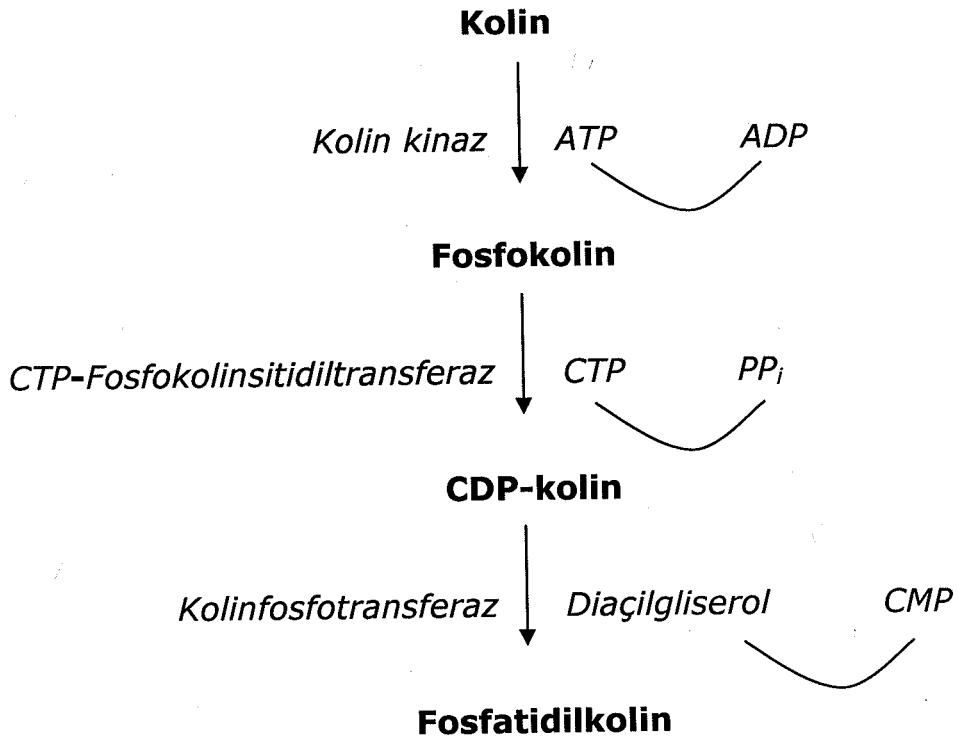 Kolin
Kolin kinaz ATP ADP
Fosfokolin
CTP-Fosfokolinsitidiltransferaz CTP PPi
CDP-kolin
Kolinfosfotransferaz Diaçilgliserol CMP
Fosfatidilkolin